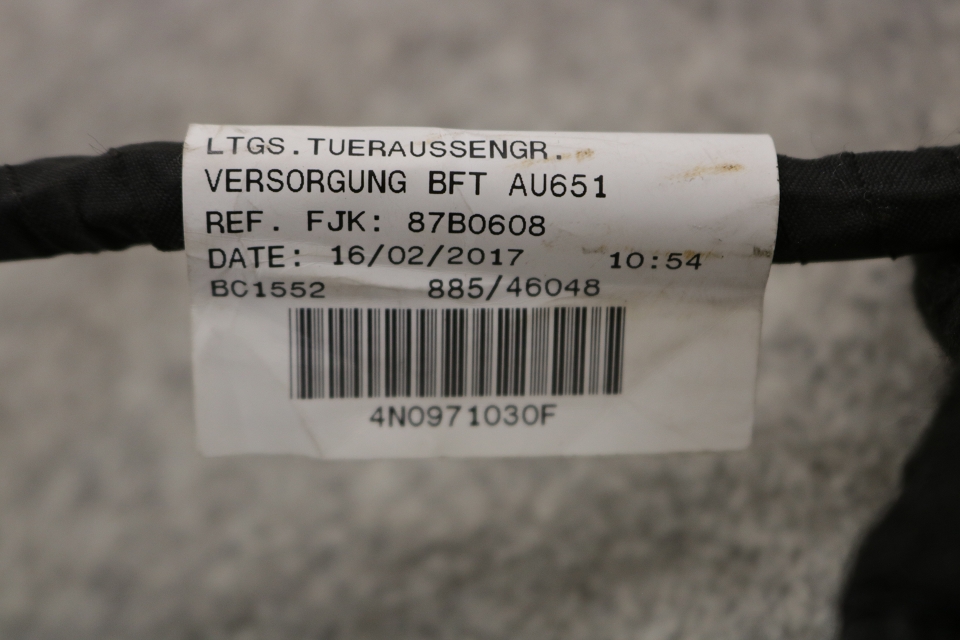 LTGS.TUERAUSSENGR.
VERSORGUNG BFT AU651
REF. FJK: 87B0608
DATE: 16/02/2017 10:54
BC1552 885/46048
4N0971030F